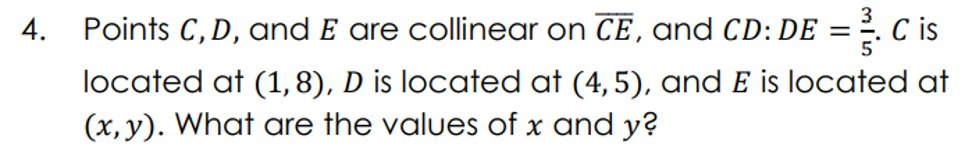 4. Points C, D, and E are collinear on \overline{CE}, and CD: DE = \frac{3}{5}. C is
located at (1, 8), D is located at (4, 5), and E is located at
(x, y). What are the values of x and y?